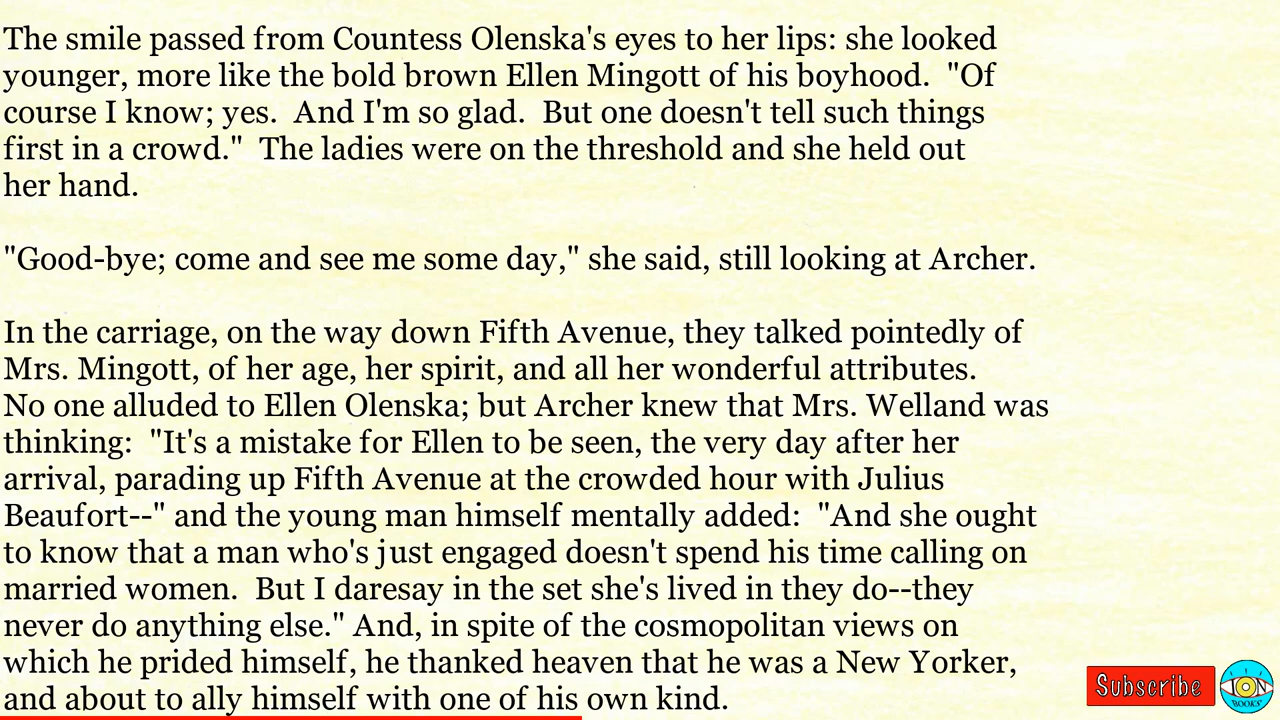 The smile passed from Countess Olenska's eyes to her lips: she looked
younger, more like the bold brown Ellen Mingott of his boyhood.  "Of
course I know; yes.  And I'm so glad.  But one doesn't tell such things
first in a crowd."  The ladies were on the threshold and she held out
her hand.
"Good-bye; come and see me some day," she said, still looking at Archer.
In the carriage, on the way down Fifth Avenue, they talked pointedly of
Mrs. Mingott, of her age, her spirit, and all her wonderful attributes.
No one alluded to Ellen Olenska; but Archer knew that Mrs. Welland was
thinking:  "It's a mistake for Ellen to be seen, the very day after her
arrival, parading up Fifth Avenue at the crowded hour with Julius
Beaufort--" and the young man himself mentally added:  "And she ought
to know that a man who's just engaged doesn't spend his time calling on
married women.  But I daresay in the set she's lived in they do--they
never do anything else." And, in spite of the cosmopolitan views on
which he prided himself, he thanked heaven that he was a New Yorker,
and about to ally himself with one of his own kind.
Subscribe
ION
BOOKS